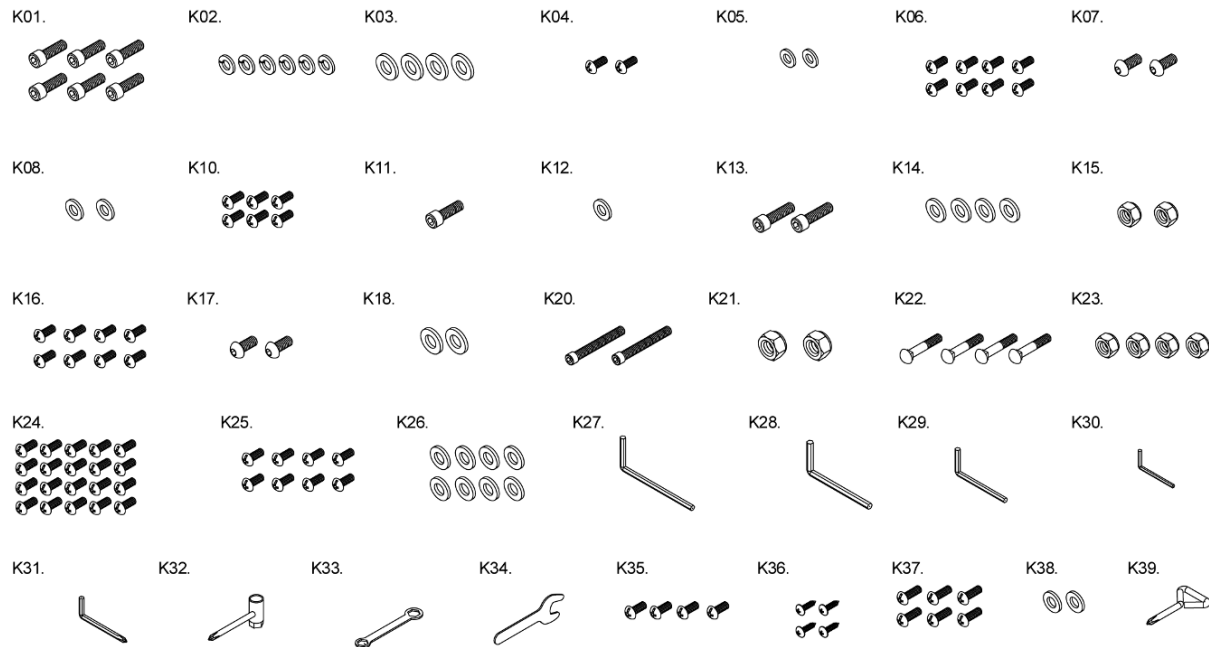 K01. K02. K03. K04. K05. K06. K07.
K08. K10. K11. K12. K13. K14. K15.
K16. K17. K18. K20. K21. K22. K23.
K24. K25. K26. K27. K28. K29. K30.
K31. K32. K33. K34. K35. K36. K37. K38. K39.